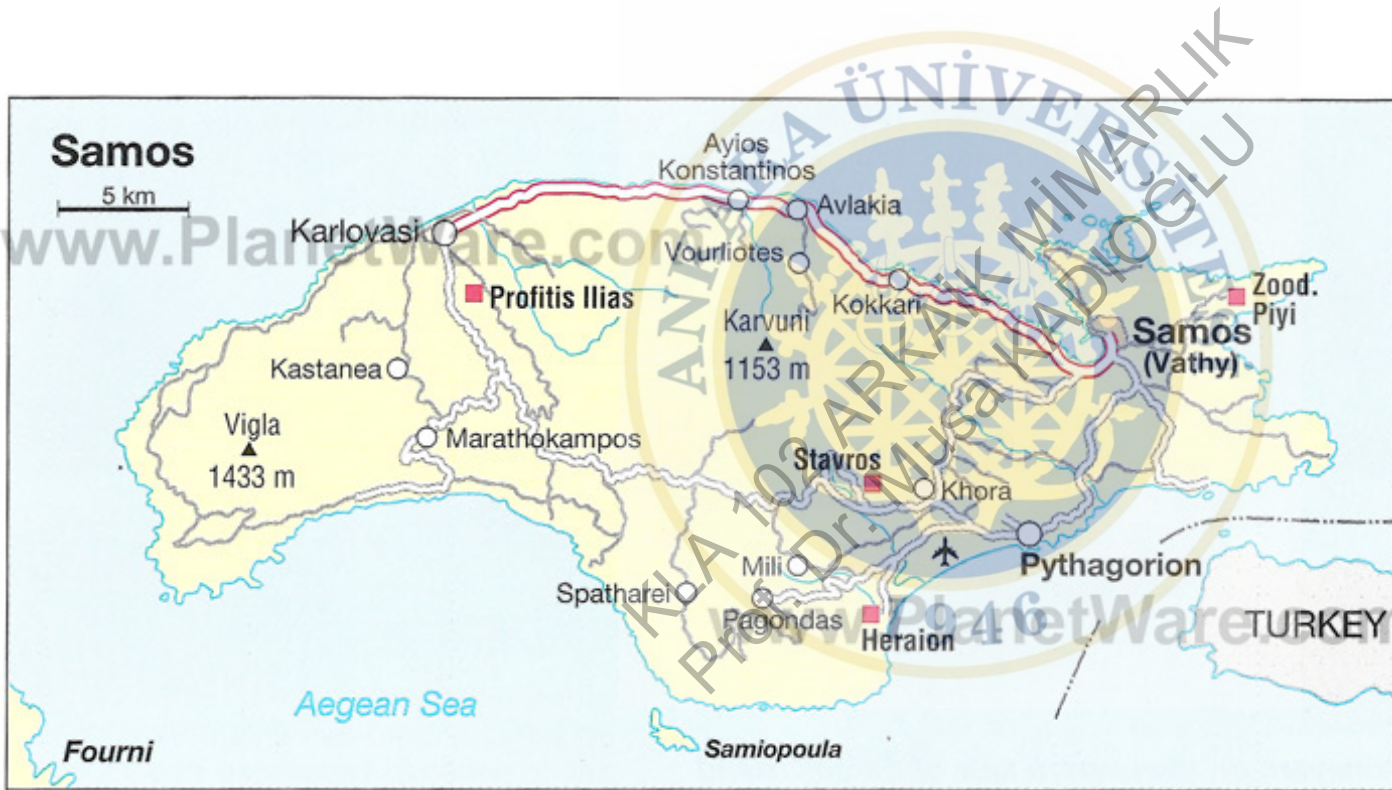 Samos
5 km
www.PlanetWare.com
ANKARA ÜNİVERSİTESİ
1946
KLA 102 ARKAİK MİMARLIK
Prof. Dr. Musa KADIOĞLU
Ayios
Konstantinos
Karlovasi
Avlakia
Vourliotes
Profitis Ilias
Kokkari
Zood.
Piyi
Karvuni
1153 m
Samos
(Vathy)
Kastanea
Vigla
1433 m
Marathokampos
Stavros
Khora
Mili
Pythagorion
Spatharei
Pagondas
Heraion
www.PlanetWare.com
TURKEY
Aegean Sea
Fourni
Samiopoula